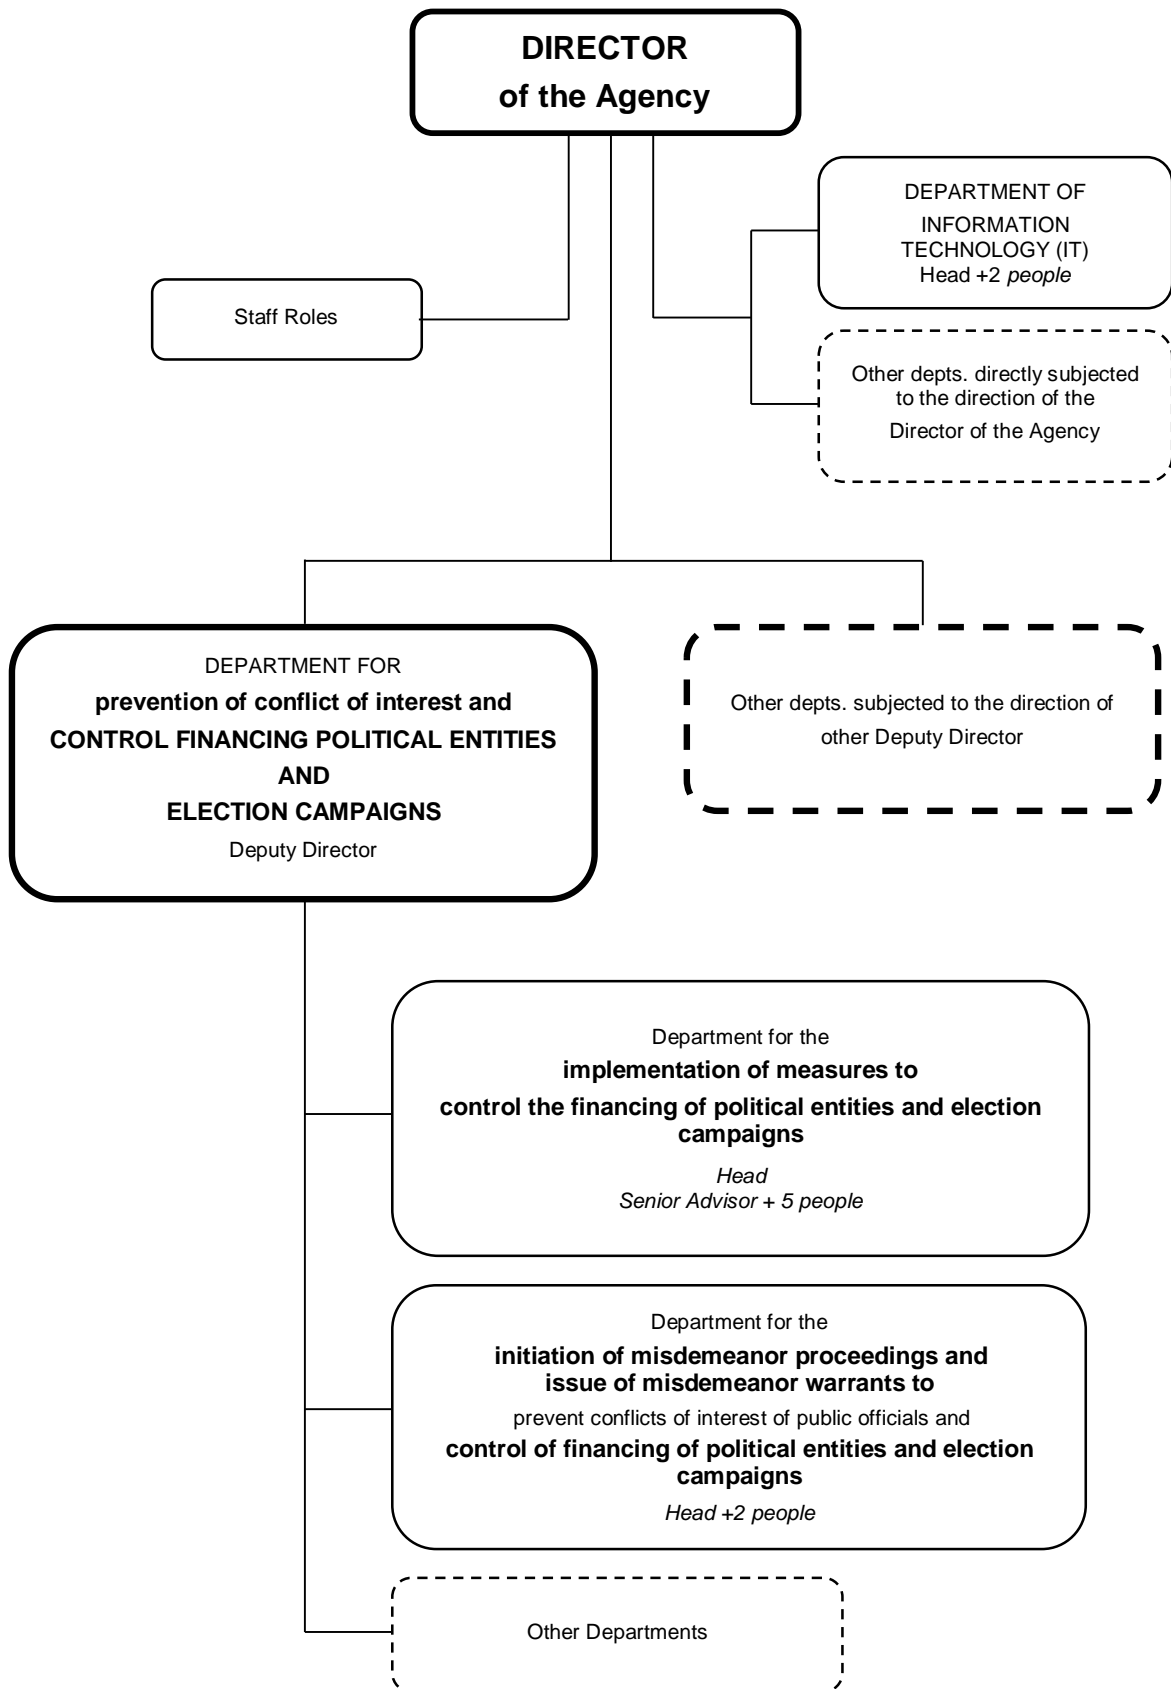 DIRECTOR
of the Agency
DEPARTMENT OF
INFORMATION
TECHNOLOGY (IT)
Head +2 people
Staff Roles
Other depts. directly subjected
to the direction of the
Director of the Agency
DEPARTMENT FOR
prevention of conflict of interest and
CONTROL FINANCING POLITICAL ENTITIES
AND
ELECTION CAMPAIGNS
Deputy Director
Other depts. subjected to the direction of
other Deputy Director
Department for the
implementation of measures to
control the financing of political entities and election
campaigns
Head
Senior Advisor + 5 people
Department for the
initiation of misdemeanor proceedings and
issue of misdemeanor warrants to
prevent conflicts of interest of public officials and
control of financing of political entities and election
campaigns
Head +2 people
Other Departments